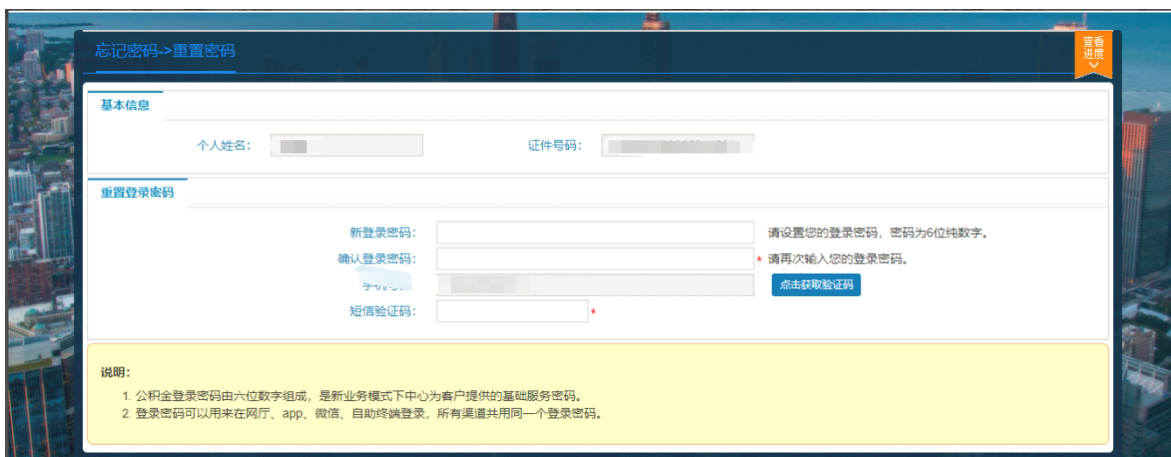 忘记密码->重置密码
查看
进度
基本信息
个人姓名：
证件号码：
重置登录密码
新登录密码：
请设置您的登录密码，密码为6位纯数字。
确认登录密码：
* 请再次输入您的登录密码。
点击获取验证码
短信验证码：
*
说明：
1. 公积金登录密码由六位数字组成，是新业务模式下中心为客户提供的基础服务密码。
2. 登录密码可以用来在网厅、app、微信、自助终端登录，所有渠道共用同一个登录密码。